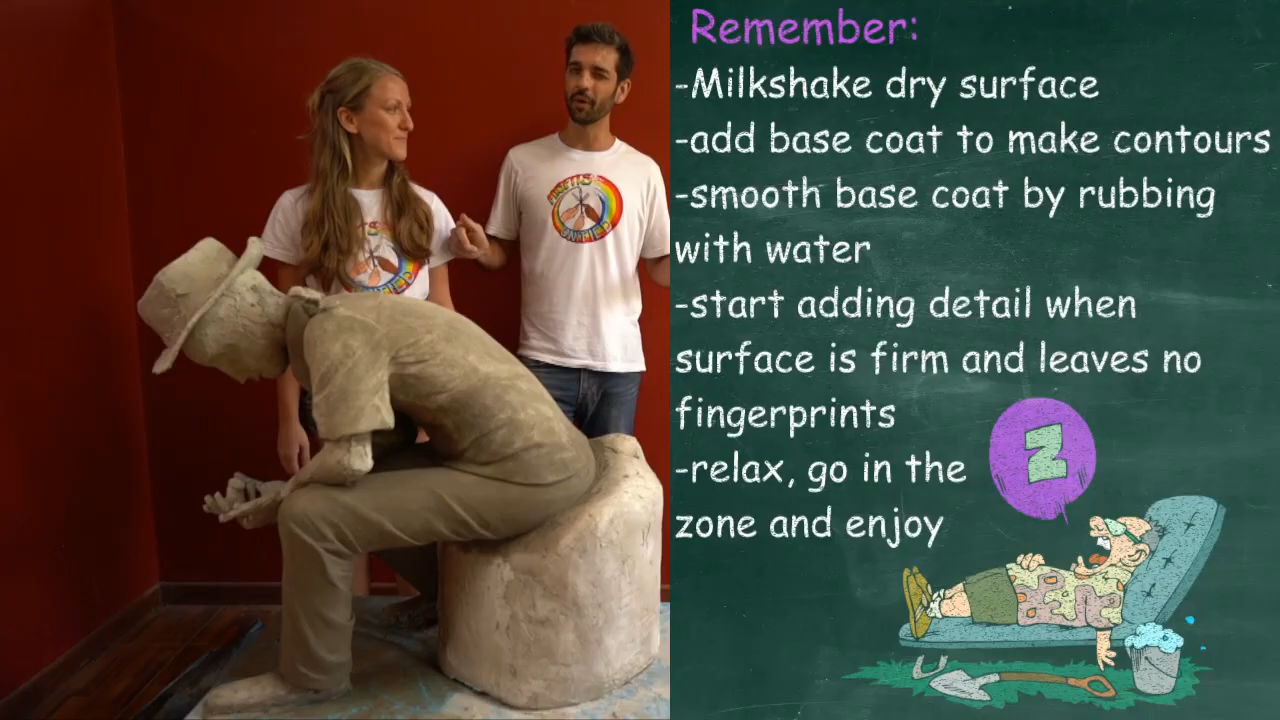 Remember:
-Milkshake dry surface
-add base coat to make contours
-smooth base coat by rubbing
with water
-start adding detail when
surface is firm and leaves no
fingerprints
-relax, go in the
zone and enjoy
Z